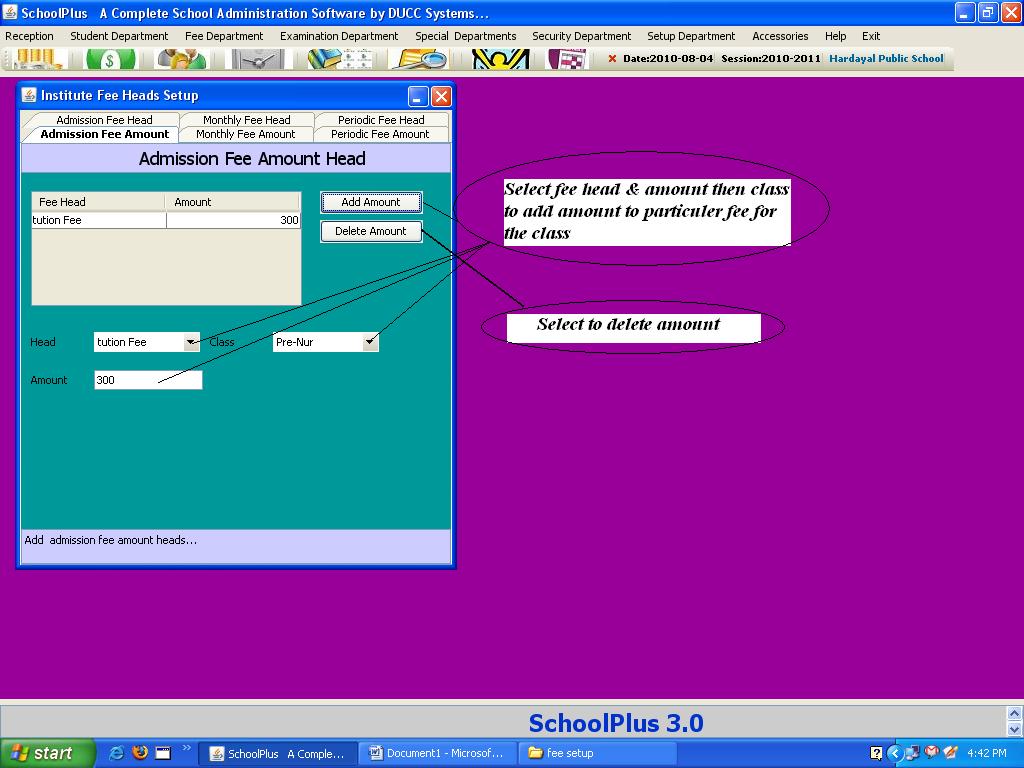 SchoolPlus A Complete School Administration Software by DUCC Systems...
Reception Student Department Fee Department Examination Department Special Departments Security Department Setup Department Accessories Help Exit
Date:2010-08-04 Session:2010-2011 Hardayal Public School
Institute Fee Heads Setup
Admission Fee Head Monthly Fee Head Periodic Fee Head
Admission Fee Amount Monthly Fee Amount Periodic Fee Amount
Admission Fee Amount Head
Fee Head Amount
tution Fee 300
Add Amount
Delete Amount
Select fee head & amount then class
to add amount to particuler fee for
the class
Select to delete amount
Head tution Fee Class Pre-Nur
Amount 300
Add admission fee amount heads...
SchoolPlus 3.0
start SchoolPlus A Comple... Document1 - Microsof... fee setup 4:42 PM